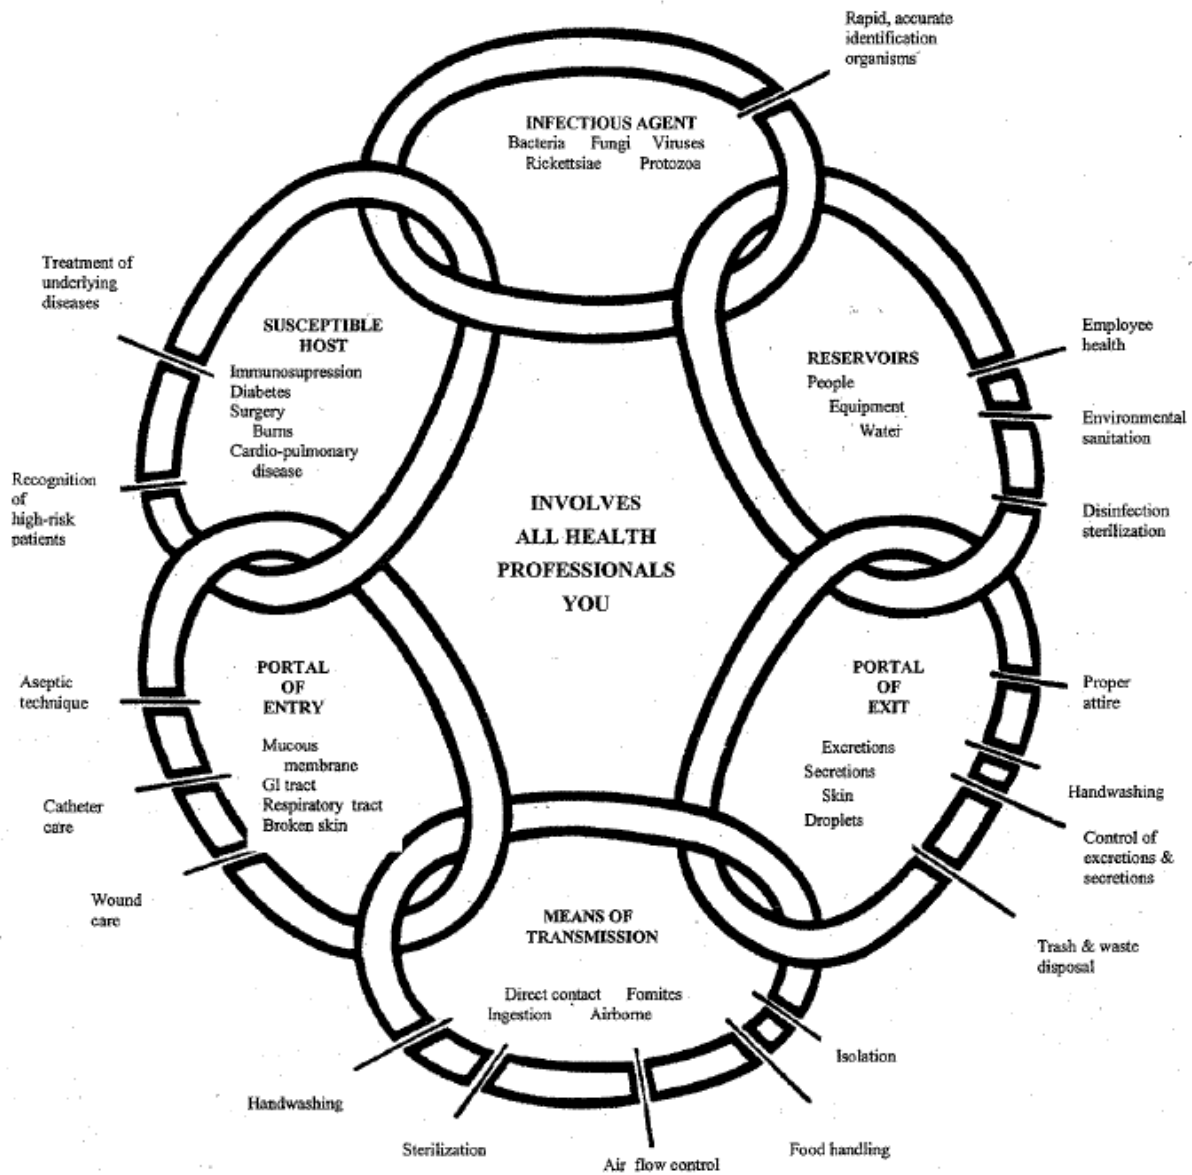 Rapid, accurate
identification
organisms
INFECTIOUS AGENT
Bacteria Fungi Viruses
Rickettsiae Protozoa
Treatment of
underlying
diseases
SUSCEPTIBLE
HOST
Immunosupression
Diabetes
Surgery
Burns
Cardio-pulmonary
disease
RESERVOIRS
People
Equipment
Water
Employee
health
Environmental
sanitation
Disinfection
sterilization
Recognition
of
high-risk
patients
INVOLVES
ALL HEALTH
PROFESSIONALS
YOU
Aseptic
technique
PORTAL
OF
ENTRY
Mucous
membrane
GI tract
Respiratory tract
Broken skin
PORTAL
OF
EXIT
Excretions
Secretions
Skin
Droplets
Proper
attire
Handwashing
Control of
excretions &
secretions
Catheter
care
Wound
care
Trash & waste
disposal
MEANS OF
TRANSMISSION
Direct contact Fomites
Ingestion Airborne
Isolation
Handwashing
Sterilization
Air flow control
Food handling